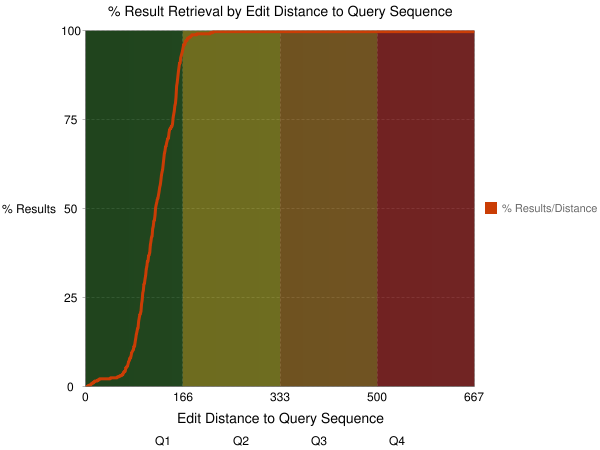 % Result Retrieval by Edit Distance to Query Sequence
100
75
% Results 50
25
0
0 166 333 500 667
Edit Distance to Query Sequence
Q1 Q2 Q3 Q4
% Results/Distance